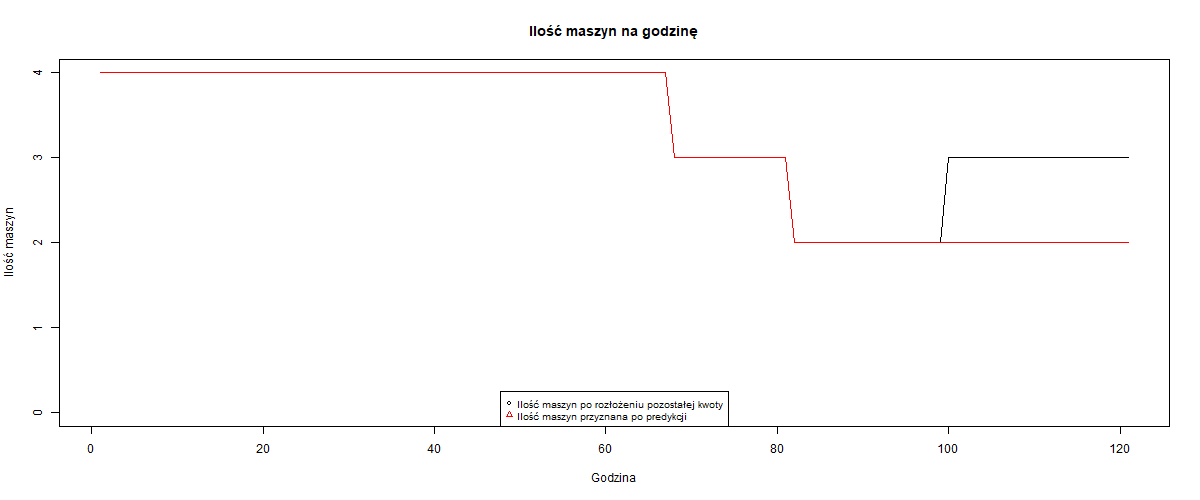 Ilość maszyn na godzinę
4
3
2
1
0
Ilość maszyn
Ilość maszyn po rozłożeniu pozostałej kwoty
Ilość maszyn przyznana po predykcji
0 20 40 60 80 100 120
Godzina